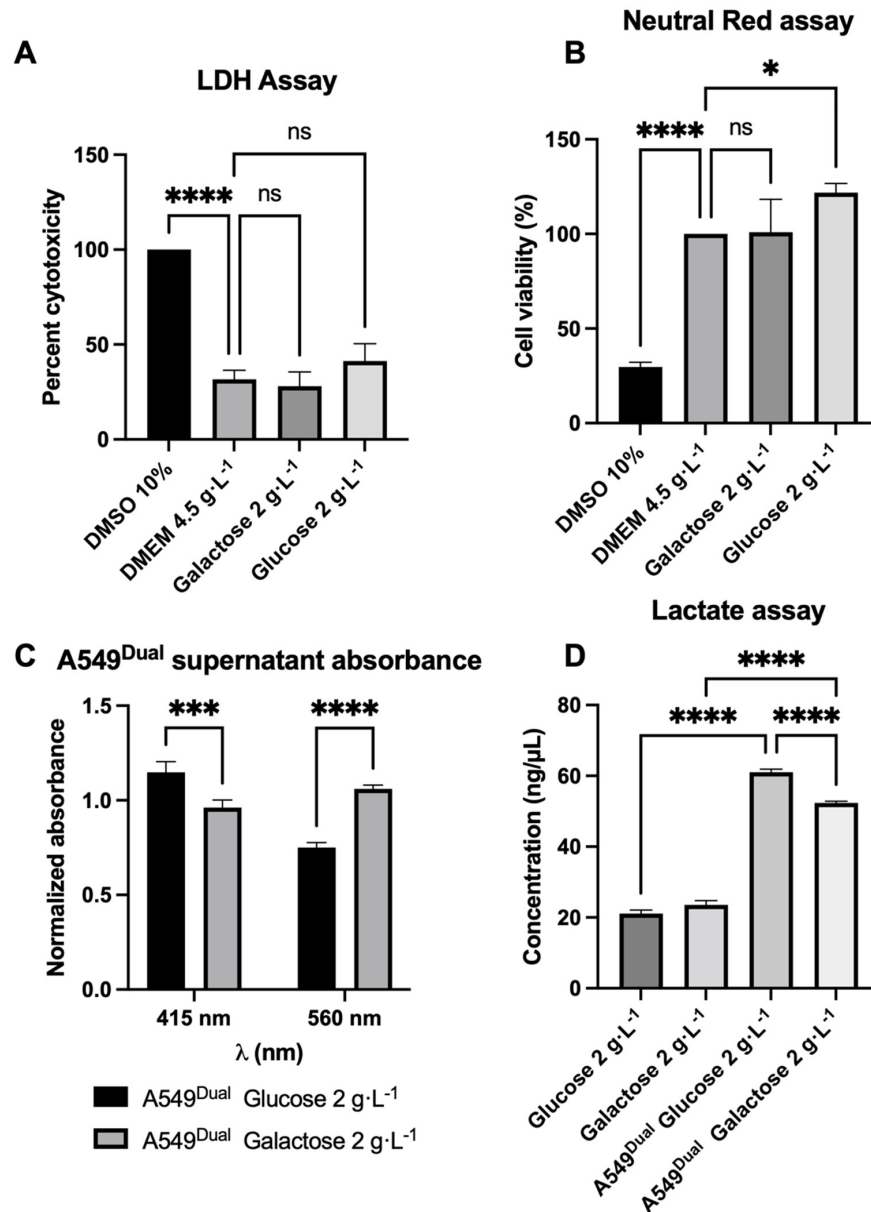 A
LDH Assay
ns
**** ns
150
100
50
0
Percent cytotoxicity
DMSO 10%
DMEM 4.5 g·L-1
Galactose 2 g·L-1
Glucose 2 g·L-1
Neutral Red assay
B
*
**** ns
150
100
50
0
Cell viability (%)
DMSO 10%
DMEM 4.5 g·L-1
Galactose 2 g·L-1
Glucose 2 g·L-1
C A549Dual supernatant absorbance
*** ****
1.5
1.0
0.5
0.0
Normalized absorbance
415 nm 560 nm
λ (nm)
A549Dual Glucose 2 g·L-1
A549Dual Galactose 2 g·L-1
Lactate assay
D
****
**** ****
80
60
40
20
0
Concentration (ng/µL)
Glucose 2 g·L-1
Galactose 2 g·L-1
A549Dual Glucose 2 g·L-1
A549Dual Galactose 2 g·L-1